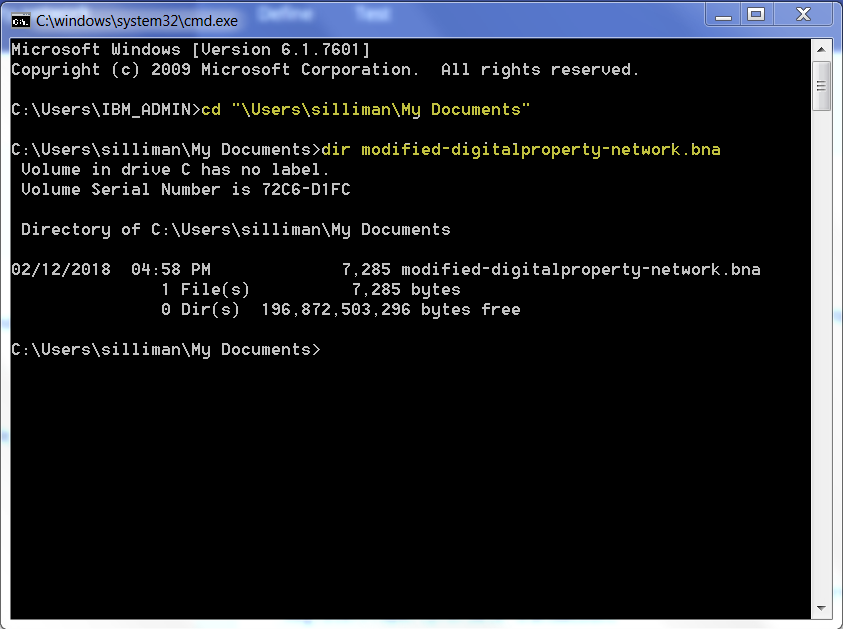 Define Test
C:\windows\system32\cmd.exe
Microsoft Windows [Version 6.1.7601]
Copyright (c) 2009 Microsoft Corporation.  All rights reserved.
C:\Users\IBM_ADMIN>cd "\Users\silliman\My Documents"
C:\Users\silliman\My Documents>dir modified-digitalproperty-network.bna
 Volume in drive C has no label.
 Volume Serial Number is 72C6-D1FC
 Directory of C:\Users\silliman\My Documents
02/12/2018  04:58 PM             7,285 modified-digitalproperty-network.bna
               1 File(s)          7,285 bytes
               0 Dir(s)  196,872,503,296 bytes free
C:\Users\silliman\My Documents>